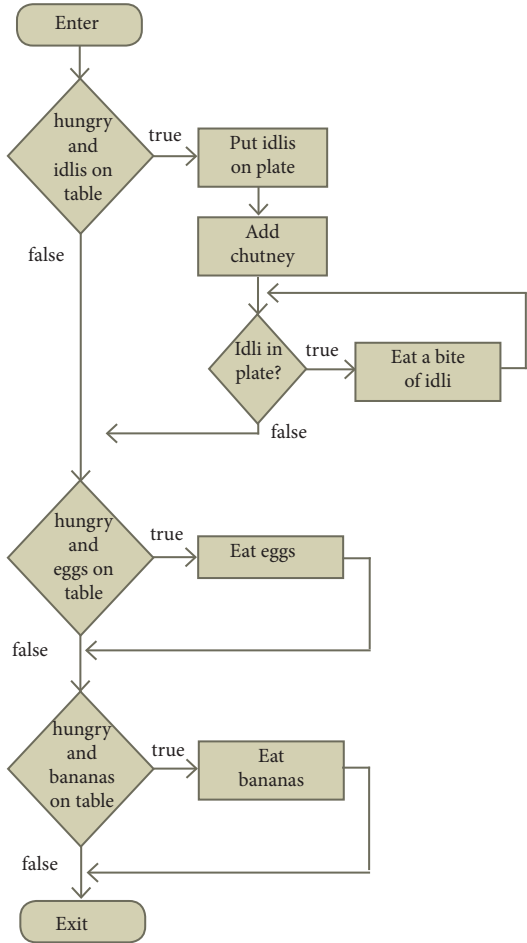 Enter
hungry
and
idlis on
table
true
Put idlis
on plate
Add
chutney
false
Idli in
plate?
true
Eat a bite
of idli
false
hungry
and
eggs on
table
true
Eat eggs
false
hungry
and
bananas
on table
true
Eat
bananas
false
Exit